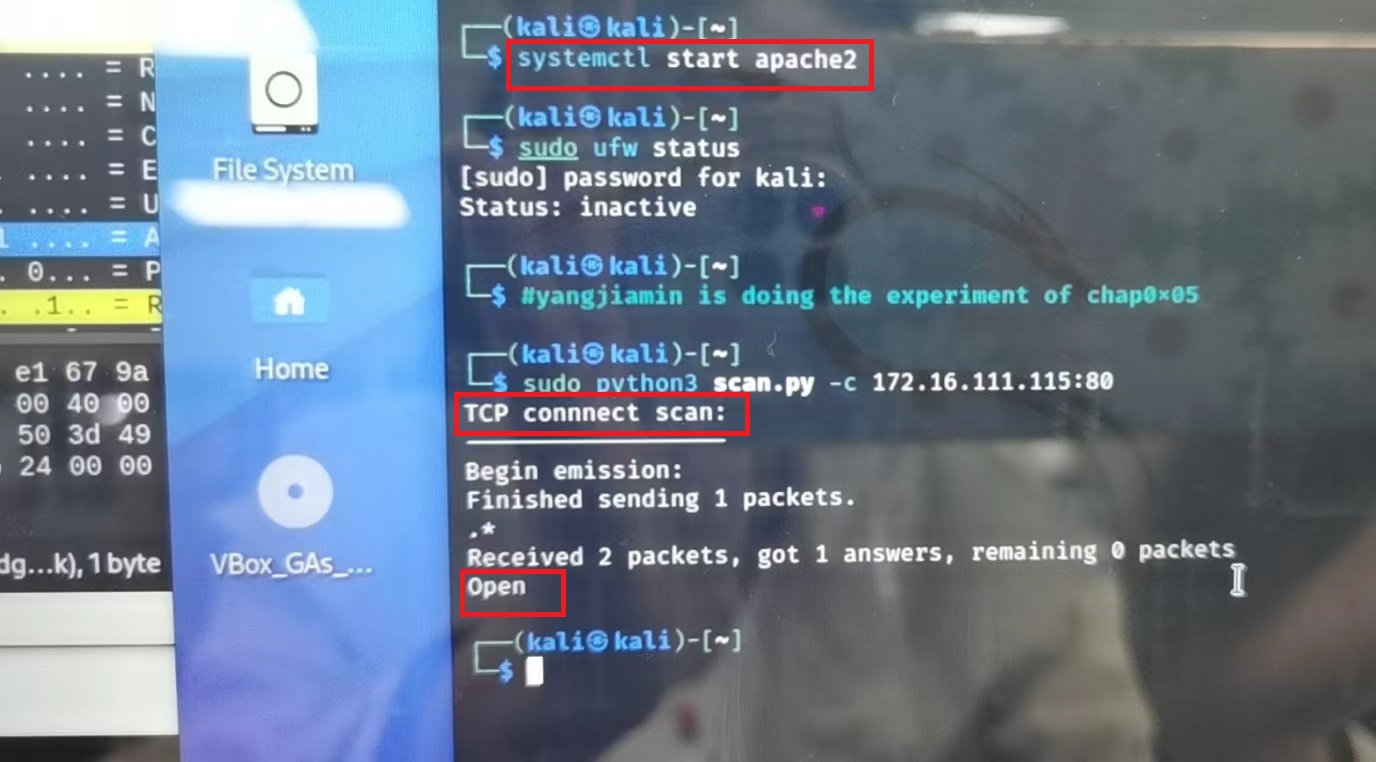 .... = R
.... = N
.... = C
.... = E
.... = U
.... = A
. 0... = P
.1.. = R
e1 67 9a
00 40 00
50 3d 49
24 00 00
dg...k), 1 byte
File System
Home
VBox_GAs_...
(kali㉿kali)-[~]
$ systemctl start apache2
(kali㉿kali)-[~]
$ sudo ufw status
[sudo] password for kali:
Status: inactive
(kali㉿kali)-[~]
$ #yangjiamin is doing the experiment of chap0×05
(kali㉿kali)-[~]
$ sudo python3 scan.py -c 172.16.111.115:80
TCP connnect scan:
Begin emission:
Finished sending 1 packets.
.*
Received 2 packets, got 1 answers, remaining 0 packets
Open
(kali㉿kali)-[~]
$